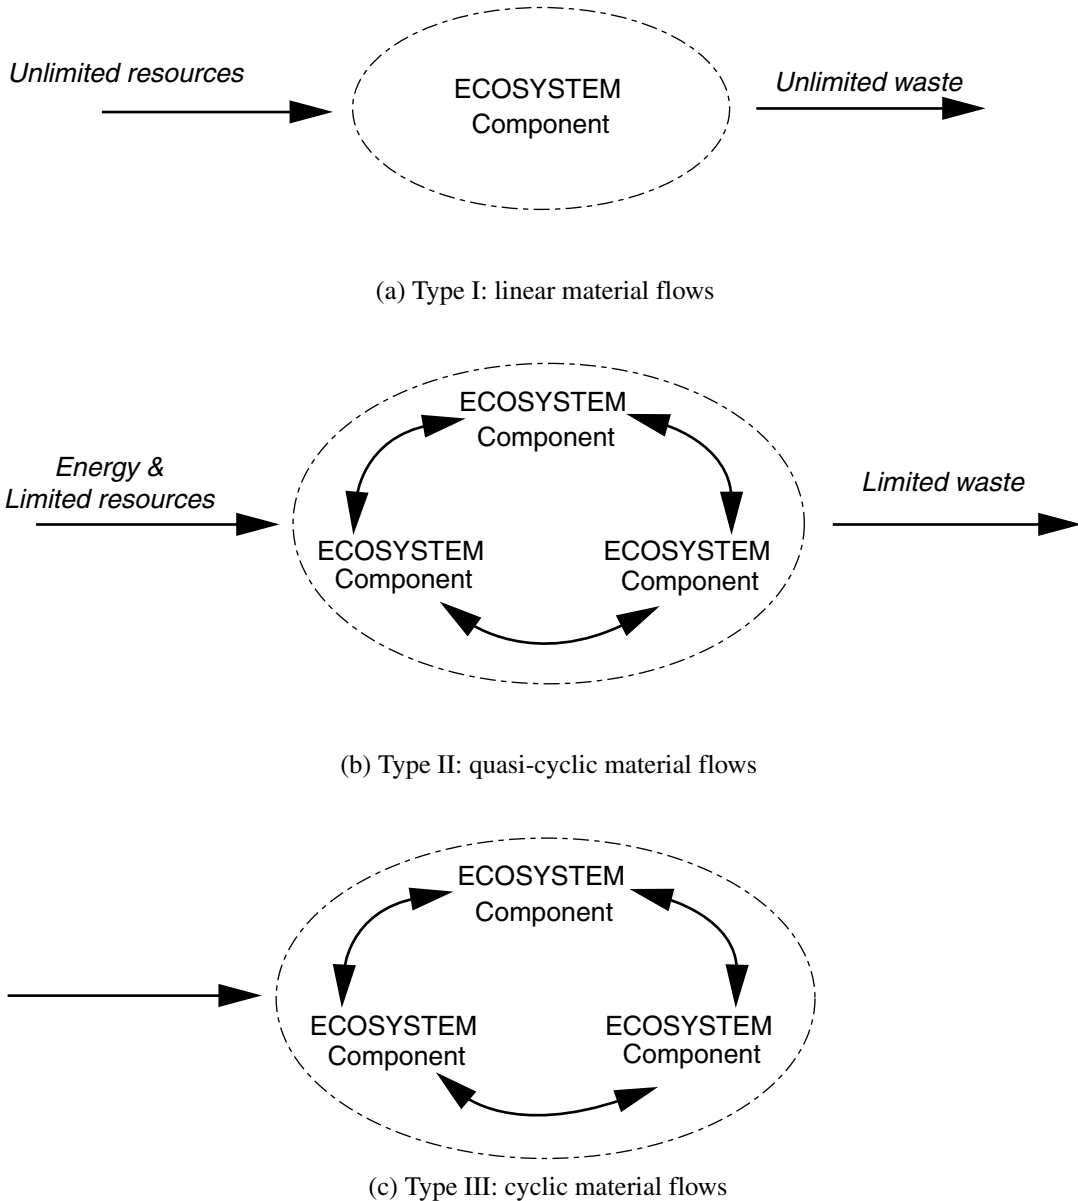 Unlimited resources
ECOSYSTEM
Component
Unlimited waste
(a) Type I: linear material flows
ECOSYSTEM
Component
Energy &
Limited resources
Limited waste
ECOSYSTEM
Component
ECOSYSTEM
Component
(b) Type II: quasi-cyclic material flows
ECOSYSTEM
Component
ECOSYSTEM
Component
ECOSYSTEM
Component
(c) Type III: cyclic material flows